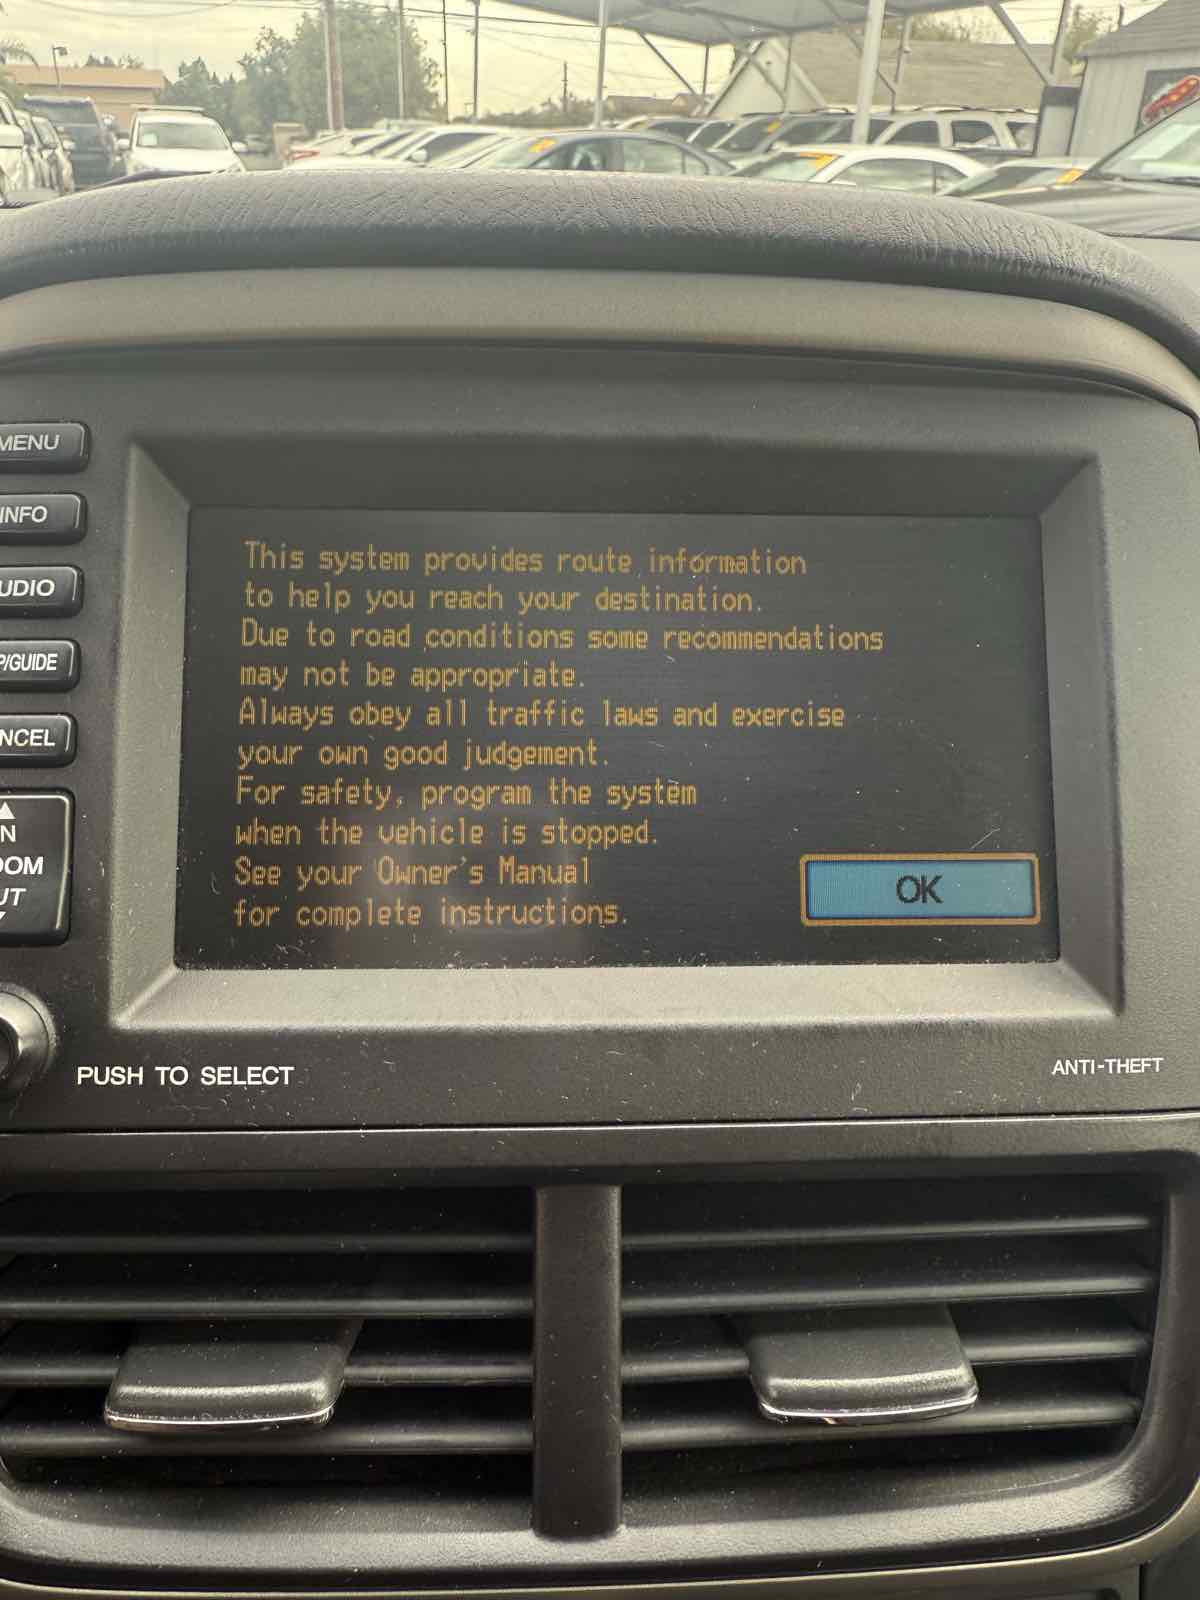 MENU
INFO
UDIO
P/GUIDE
NCEL
N
OOM
UT
This system provides route information
to help you reach your destination.
Due to road conditions some recommendations
may not be appropriate.
Always obey all traffic laws and exercise
your own good judgement.
For safety, program the system
when the vehicle is stopped.
See your Owner's Manual
for complete instructions.
OK
PUSH TO SELECT
ANTI-THEFT